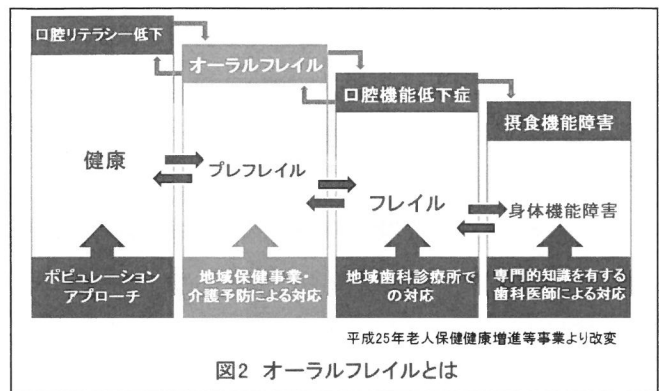 口腔リテラシー低下
オーラルフレイル
口腔機能低下症
摂食機能障害
健康
プレフレイル
フレイル
身体機能障害
ポピュレーション
アプローチ
地域保健事業・
介護予防による対応
地域歯科診療所で
の対応
専門的知識を有する
歯科医師による対応
平成25年老人保健健康増進等事業より改変
図2 オーラルフレイルとは